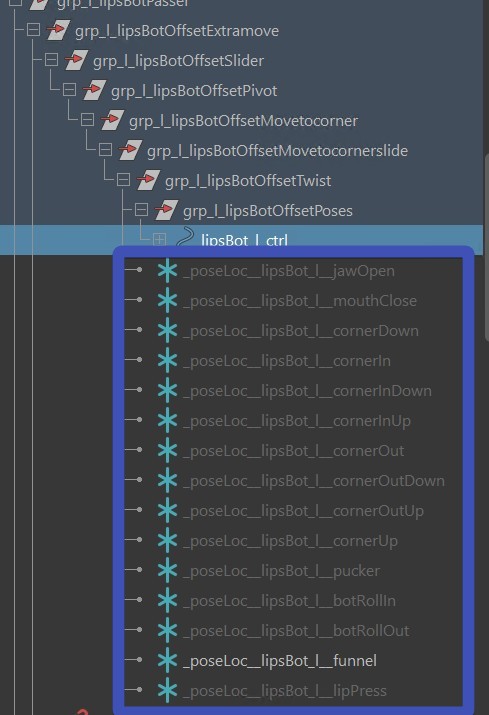 grp_l_lipsBotPasser
grp_l_lipsBotOffsetExtramove
grp_l_lipsBotOffsetSlider
grp_l_lipsBotOffsetPivot
grp_l_lipsBotOffsetMovetocorner
grp_l_lipsBotOffsetMovetocornerslide
grp_l_lipsBotOffsetTwist
grp_l_lipsBotOffsetPoses
lipsBot_l_ctrl
_poseLoc__lipsBot_l__jawOpen
_poseLoc__lipsBot_l__mouthClose
_poseLoc__lipsBot_l__cornerDown
_poseLoc__lipsBot_l__cornerIn
_poseLoc__lipsBot_l__cornerInDown
_poseLoc__lipsBot_l__cornerInUp
_poseLoc__lipsBot_l__cornerOut
_poseLoc__lipsBot_l__cornerOutDown
_poseLoc__lipsBot_l__cornerOutUp
_poseLoc__lipsBot_l__cornerUp
_poseLoc__lipsBot_l__pucker
_poseLoc__lipsBot_l__botRollIn
_poseLoc__lipsBot_l__botRollOut
_poseLoc__lipsBot_l__funnel
_poseLoc__lipsBot_l__lipPress